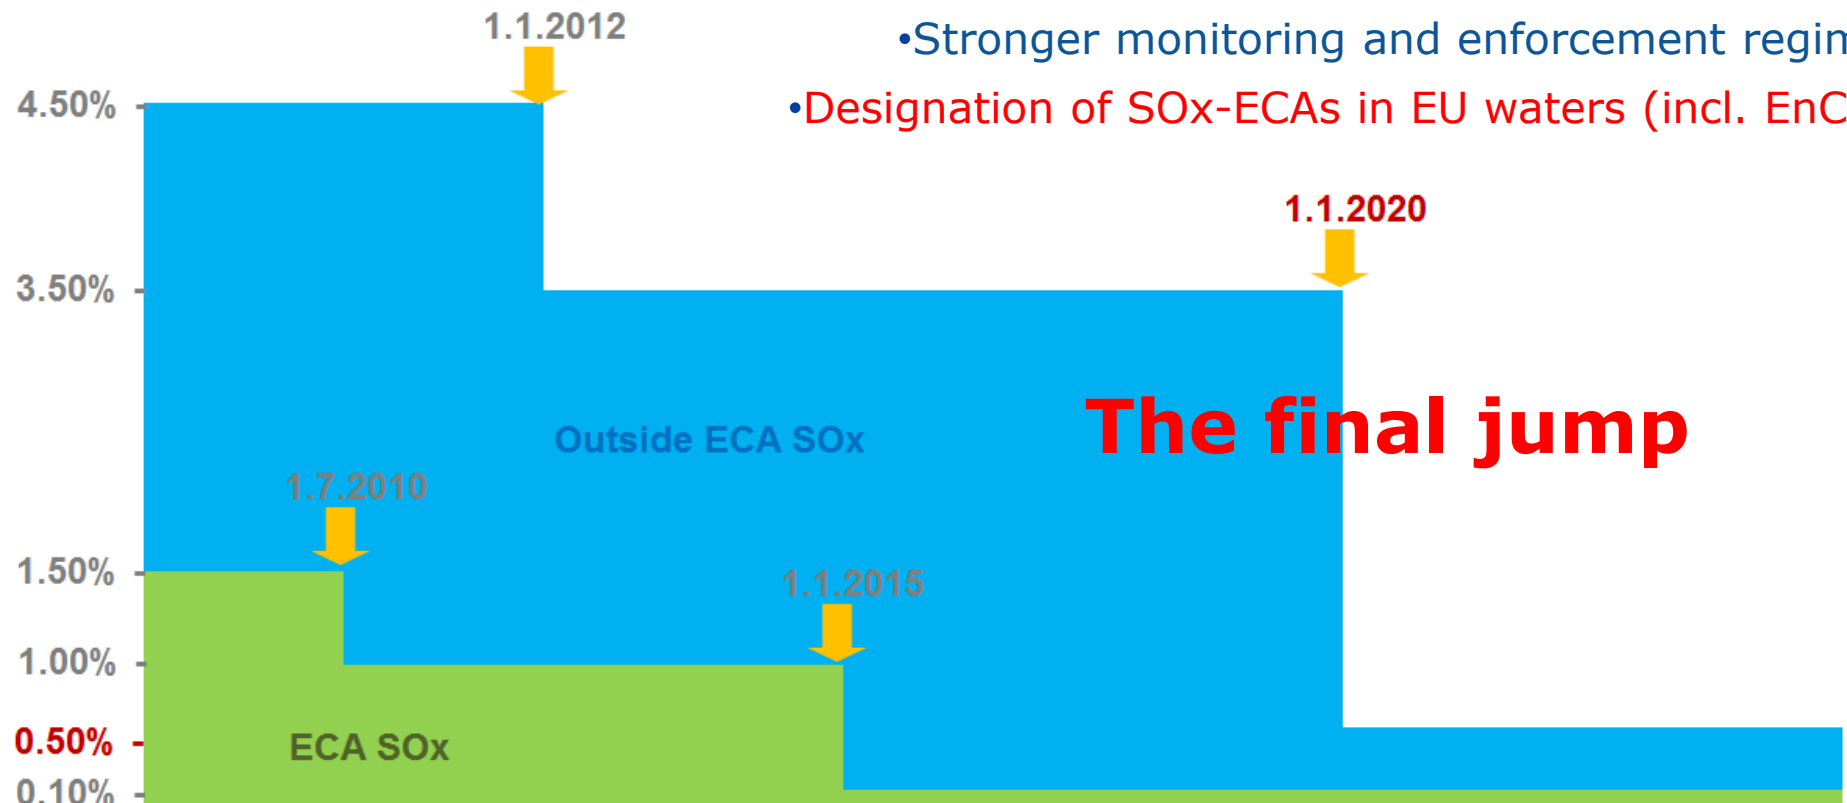 1.1.2012
•Stronger monitoring and enforcement
4.50%
•Designation of SOx-ECAs in EU waters (incl.
1.1.2020
3.50%
The final jump
Outside ECA SOx
1.7.2010
1.50%
1.1.2015
1.00%
0.50%
ECA SOx
0.10%